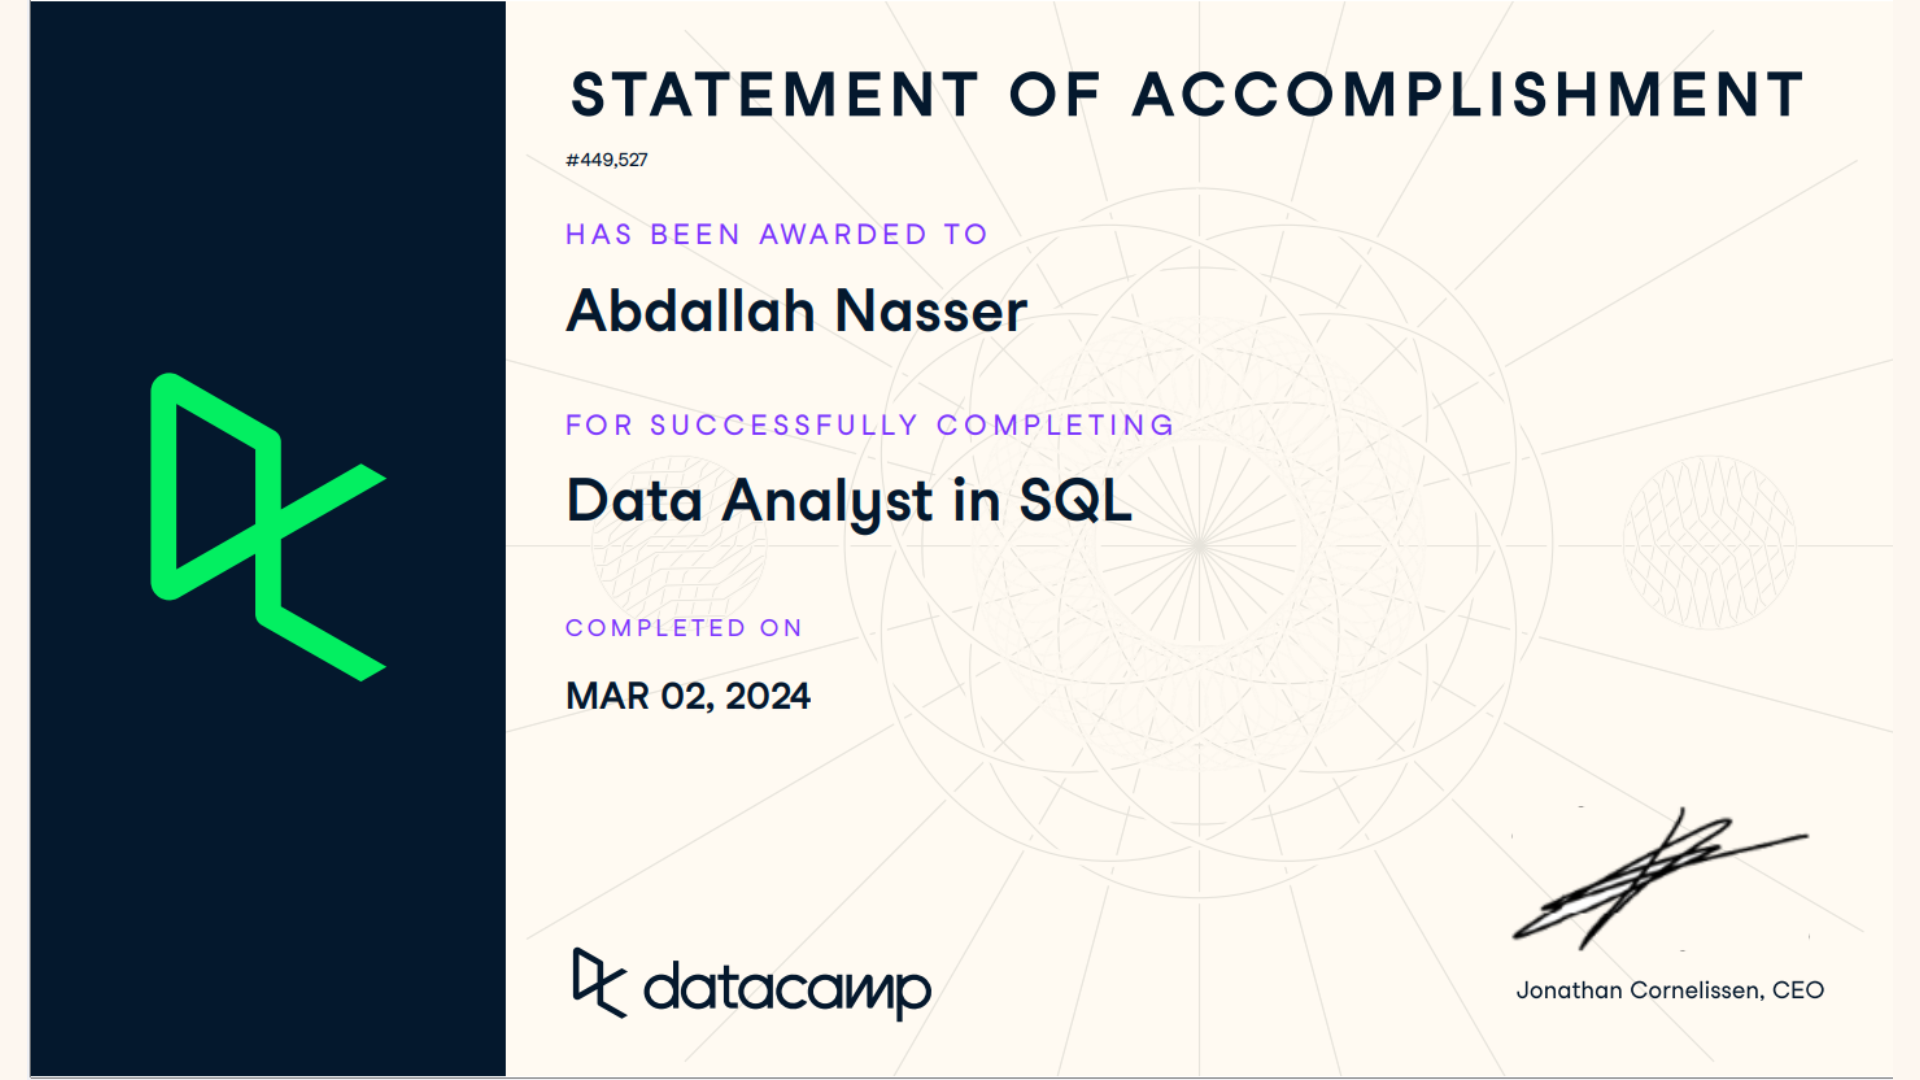 STATEMENT OF ACCOMPLISHMENT
#449,527
HAS BEEN AWARDED TO
Abdallah Nasser
FOR SUCCESSFULLY COMPLETING
Data Analyst in SQL
COMPLETED ON
MAR 02, 2024
datacamp
Jonathan Cornelissen, CEO